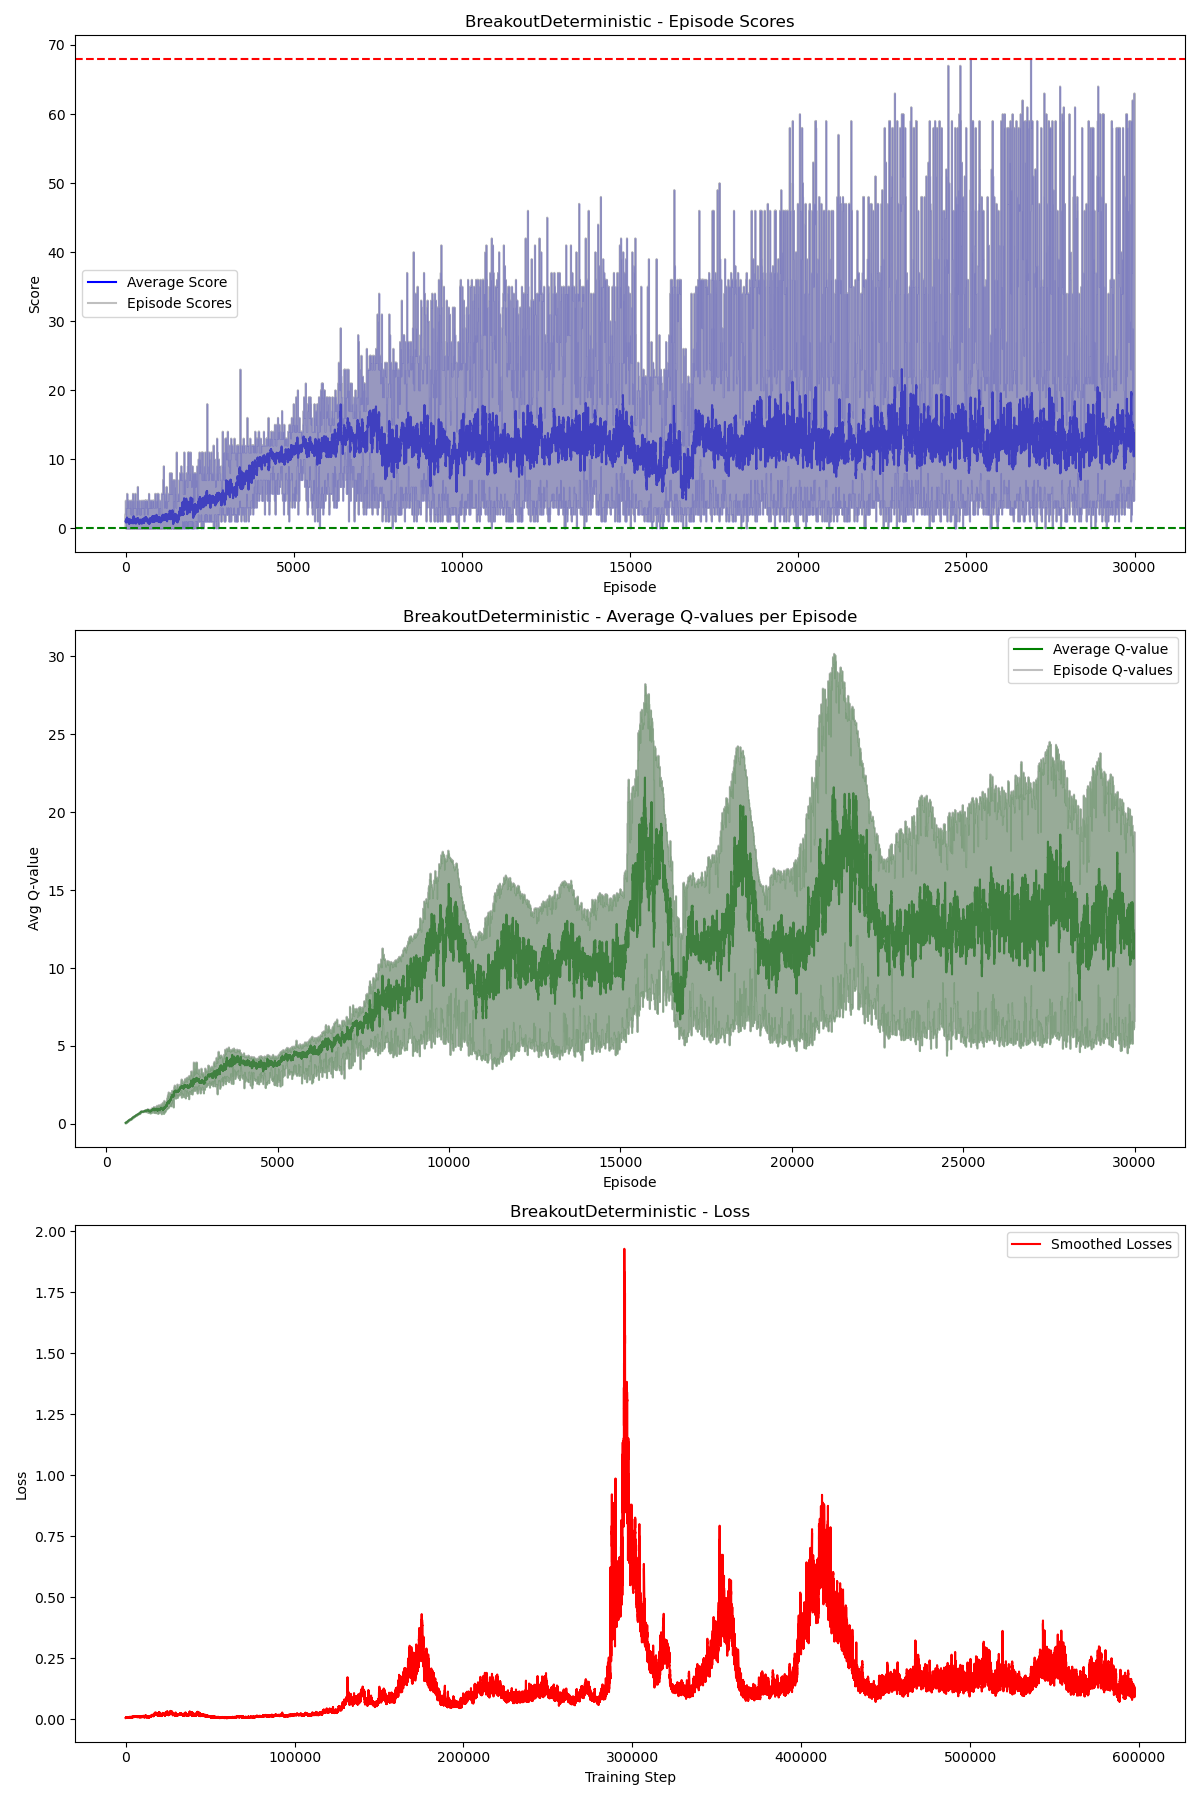 BreakoutDeterministic - Episode Scores
70
60
50
40
30
20
10
0
Score
Average Score
Episode Scores
0 5000 10000 15000 20000 25000 30000
Episode
BreakoutDeterministic - Average Q-values per Episode
30
25
20
15
10
5
0
Avg Q-value
Average Q-value
Episode Q-values
0 5000 10000 15000 20000 25000 30000
Episode
BreakoutDeterministic - Loss
2.00
1.75
1.50
1.25
1.00
0.75
0.50
0.25
0.00
Loss
Smoothed Losses
0 100000 200000 300000 400000 500000 600000
Training Step